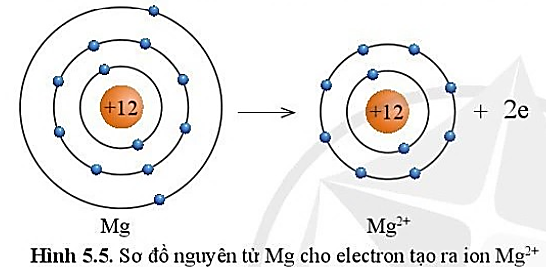 +12
+12
+ 2e
Mg
Mg²⁺
Hình 5.5. Sơ đồ nguyên tử Mg cho electron tạo ra ion Mg²⁺